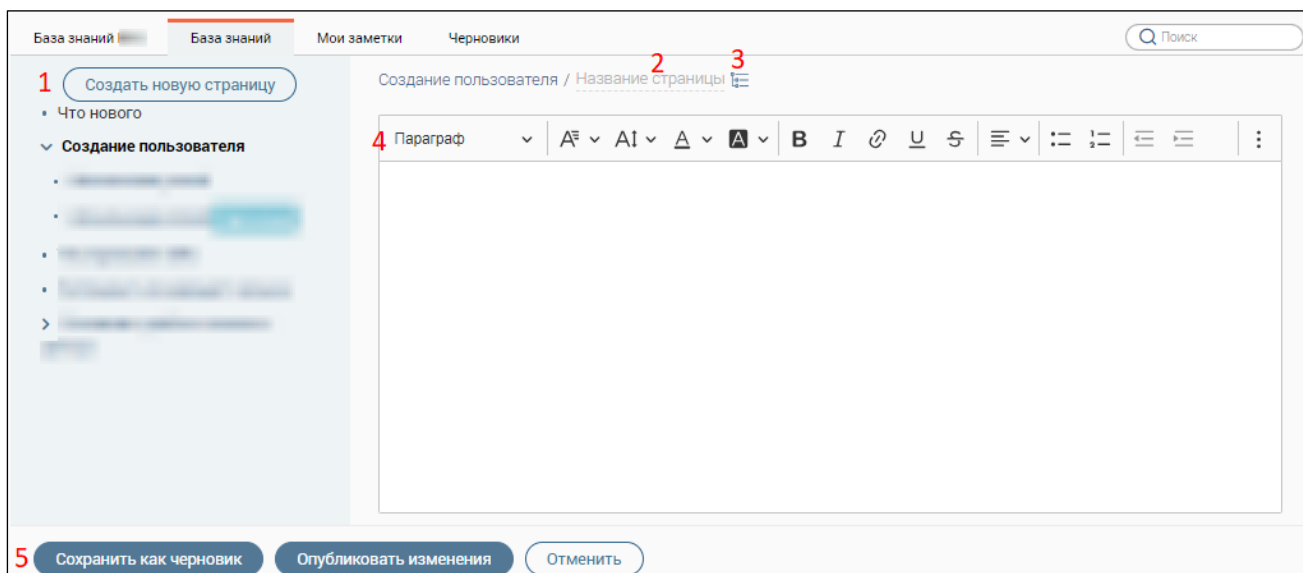 База знаний
База знаний
Мои заметки
Черновики
Поиск
1
Создать новую страницу
Что нового
Создание пользователя
2
3
Создание пользователя / Название страницы
4
Параграф
5
Сохранить как черновик
Опубликовать изменения
Отменить